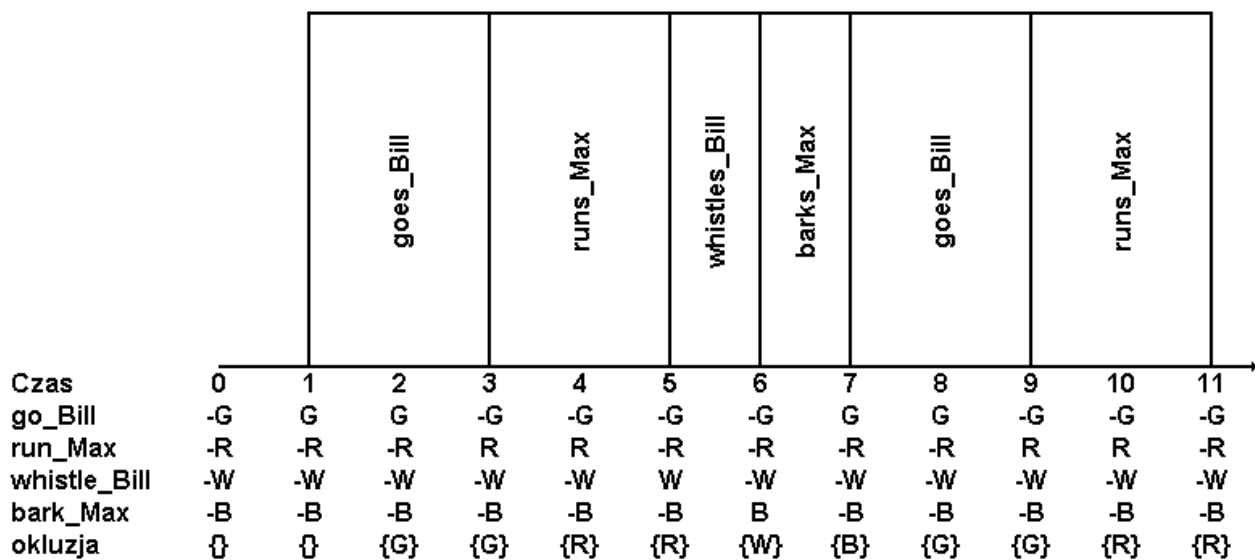 goes_Bill
runs_Max
whistles_Bill
barks_Max
goes_Bill
runs_Max
Czas 0 1 2 3 4 5 6 7 8 9 10 11
go_Bill -G G G -G -G -G -G G G -G -G -G
run_Max -R -R -R R R -R -R -R -R R R -R
whistle_Bill -W -W -W -W -W W -W -W -W -W -W -W
bark_Max -B -B -B -B -B -B B -B -B -B -B -B
okluzja {} {} {G} {G} {R} {R} {W} {B} {G} {G} {R} {R}